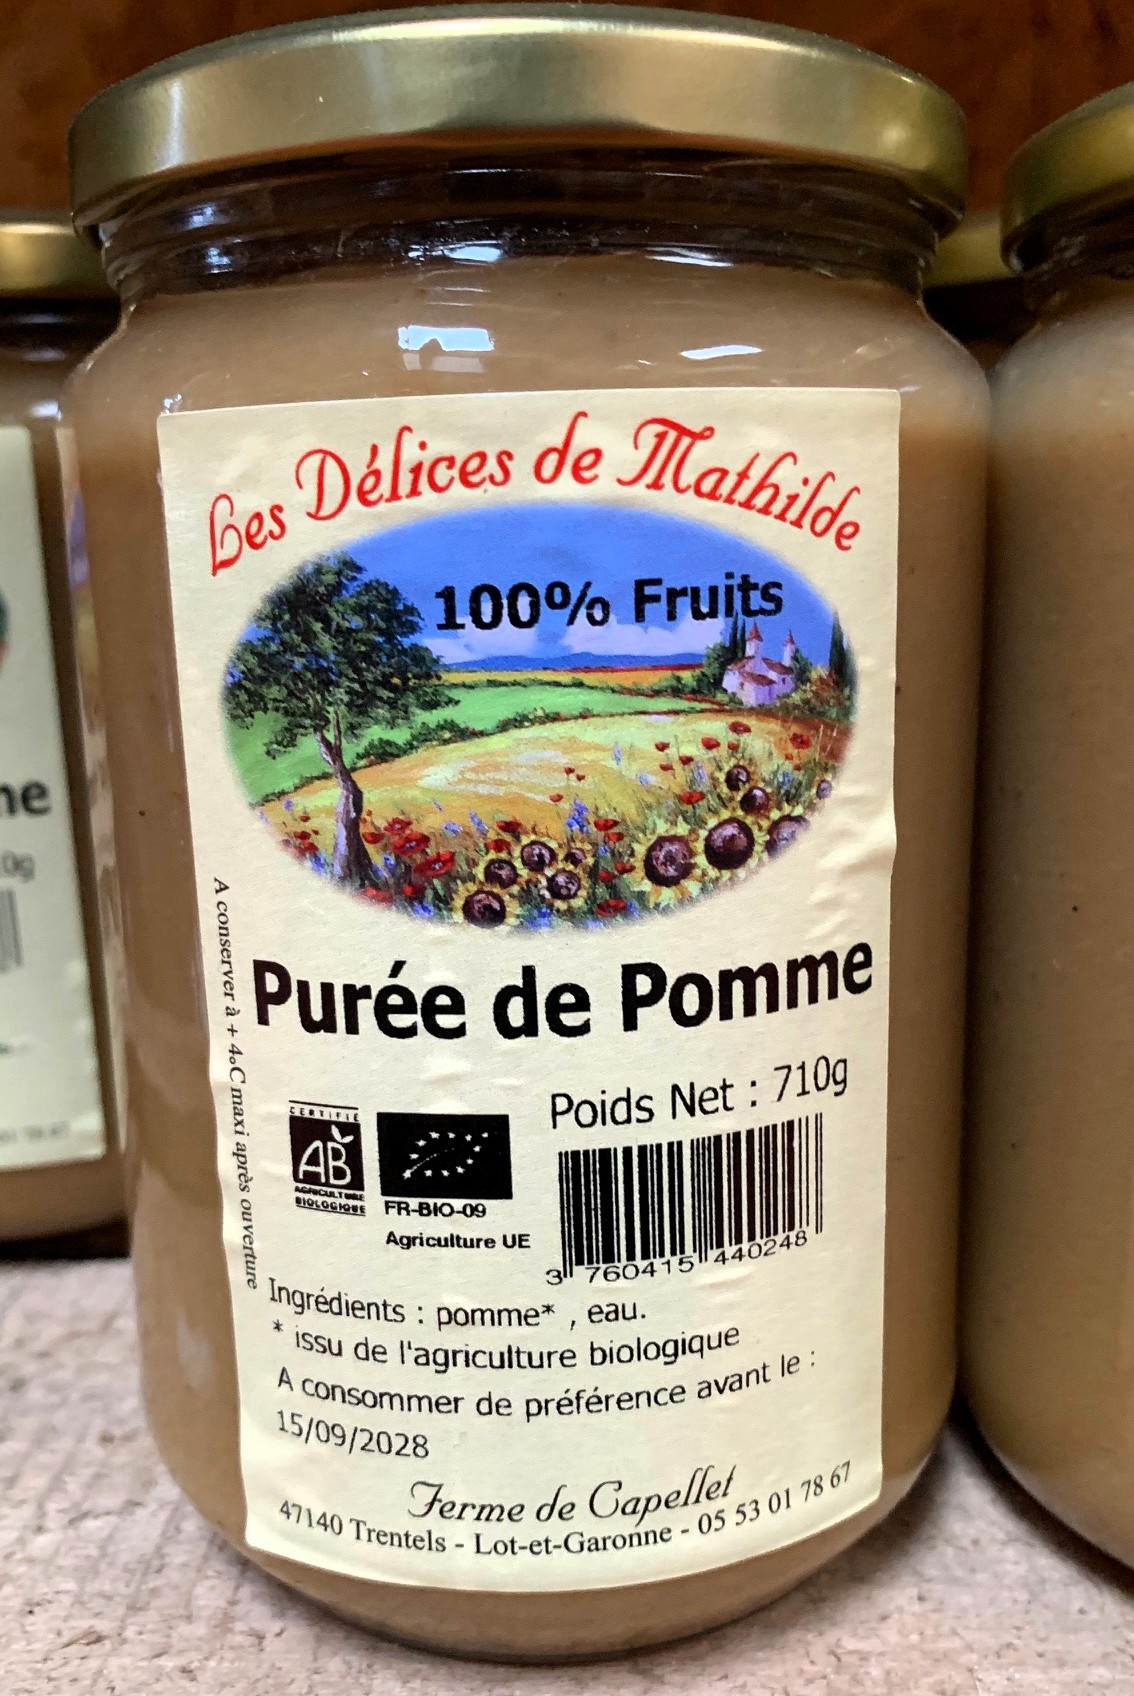 Les Délices de Mathilde
100% Fruits
Purée de Pomme
A conserver à + 4oC maxi après ouverture
Poids Net : 710g
CERTIFIÉ
AB
AGRICULTURE
BIOLOGIQUE
FR-BIO-09
Agriculture UE
3 760415 440248
Ingrédients : pomme* , eau.
* issu de l'agriculture biologique
A consommer de préférence avant le :
15/09/2028
Ferme de Capellet
47140 Trentels - Lot-et-Garonne - 05 53 01 78 67